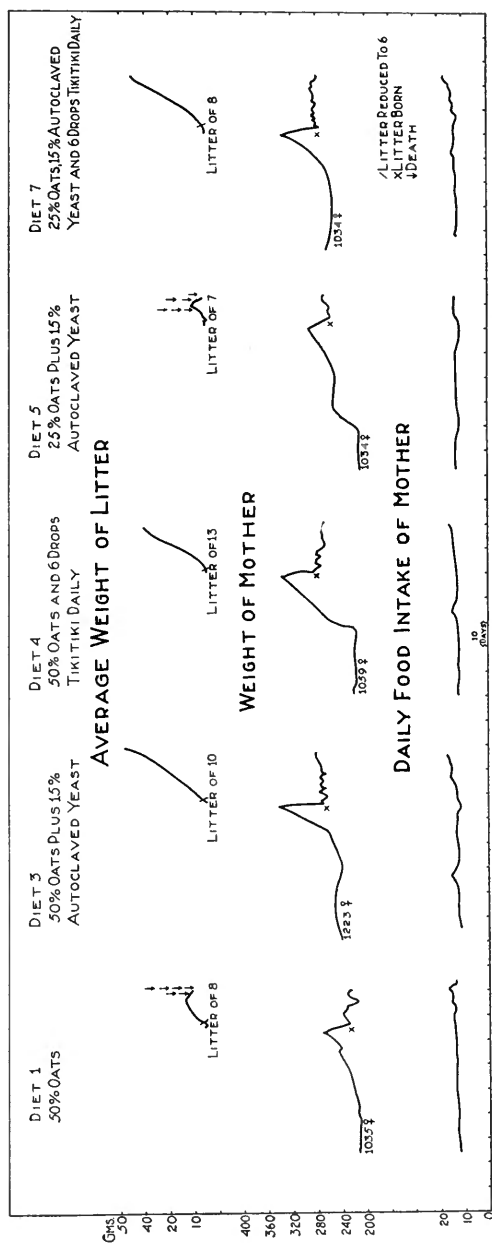 DIET 1
50% OATS
DIET 3
50% OATS PLUS 15%
AUTOCLAVED YEAST
DIET 4
50% OATS AND 6 DROPS
TIKITIKI DAILY
DIET 5
25% OATS PLUS 15%
AUTOCLAVED YEAST
DIET 7
25% OATS, 15% AUTOCLAVED
YEAST AND 6 DROPS TIKITIKI DAILY
AVERAGE WEIGHT OF LITTER
GMS.
50
40
20
10
LITTER OF 8
LITTER OF 10
LITTER OF 13
LITTER OF 7
LITTER OF 8
WEIGHT OF MOTHER
320
280
240
200
1035 ♀
1223 ♀
1059 ♀
1034 ♀
1034 ♀
/ LITTER REDUCED TO 6
x LITTER BORN
↓ DEATH
DAILY FOOD INTAKE OF MOTHER
20
10
0
10
DAYS